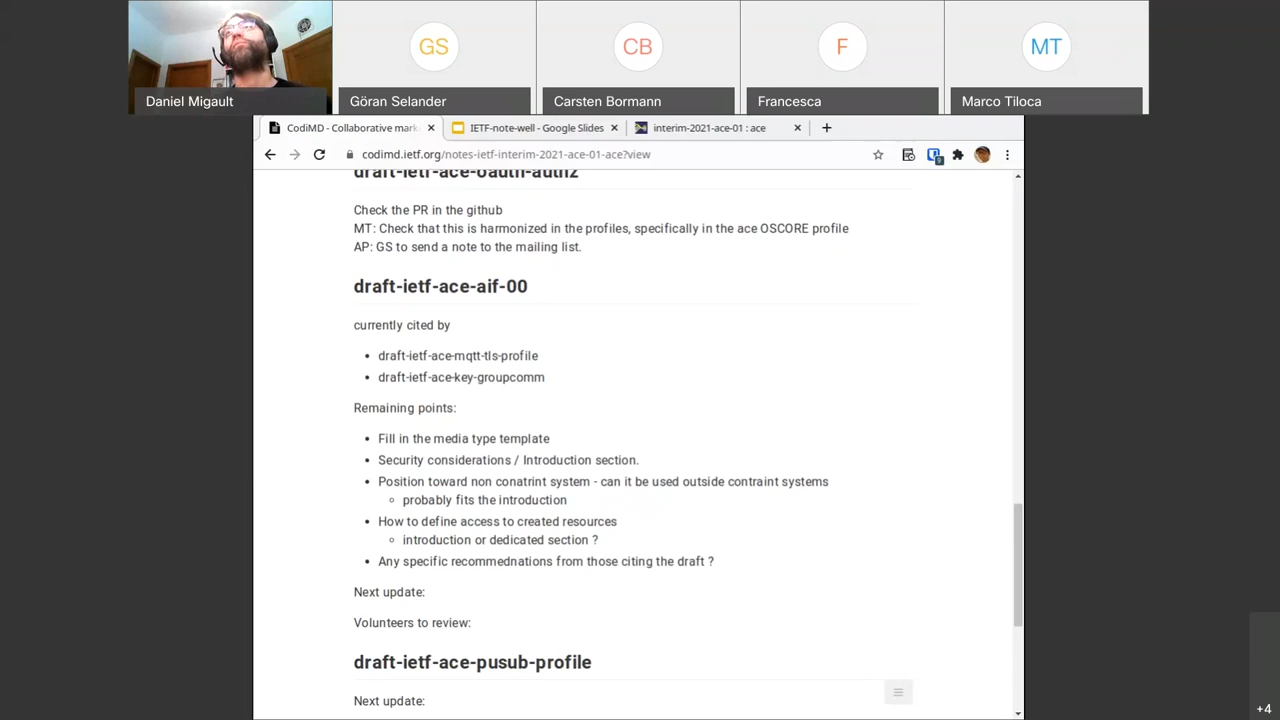 GS
CB
F
MT
Daniel Migault
Göran Selander
Carsten Bormann
Francesca
Marco Tiloca
CodiMD - Collaborative mark
IETF-note-well - Google Slides
interim-2021-ace-01 : ace
codimd.ietf.org/notes-ietf-interim-2021-ace-01-ace?view
draft-ietf-ace-oauth-authz
Check the PR in the github
MT: Check that this is harmonized in the profiles, specifically in the ace OSCORE profile
AP: GS to send a note to the mailing list.
draft-ietf-ace-aif-00
currently cited by
• draft-ietf-ace-mqtt-tls-profile
• draft-ietf-ace-key-groupcomm
Remaining points:
• Fill in the media type template
• Security considerations / Introduction section.
• Position toward non conatrint system - can it be used outside contraint systems
◦ probably fits the introduction
• How to define access to created resources
◦ introduction or dedicated section ?
• Any specific recommednations from those citing the draft ?
Next update:
Volunteers to review:
draft-ietf-ace-pusub-profile
Next update:
+4